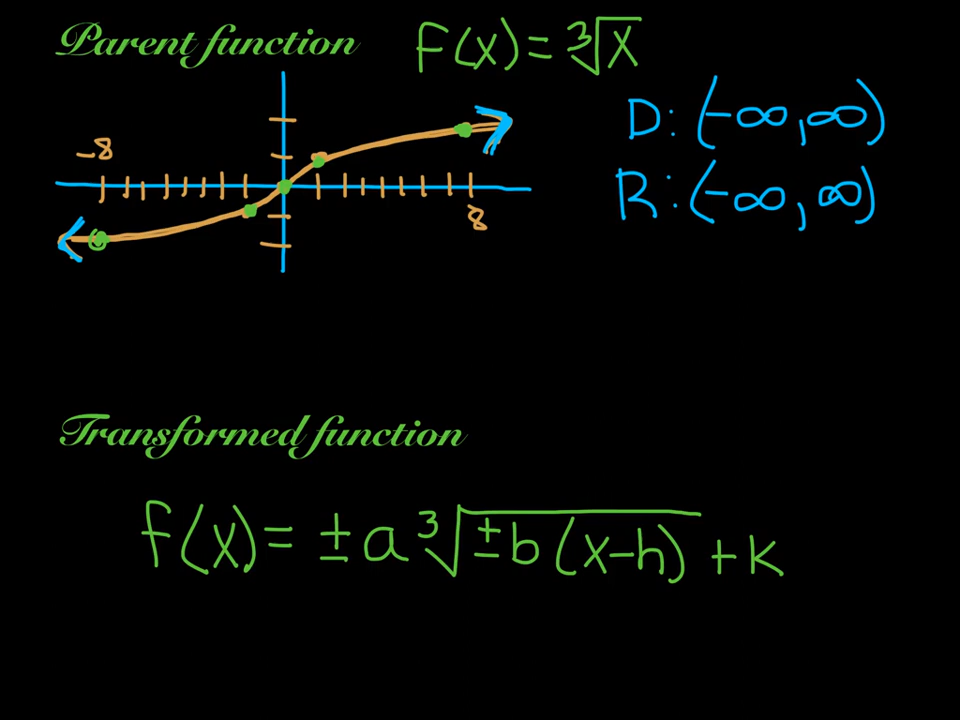 Parent function f(x) = ∛x
D: (-∞, ∞)
-8
R: (-∞, ∞)
8
Transformed function
f(x) = ±a∛(±b(x-h)) + k